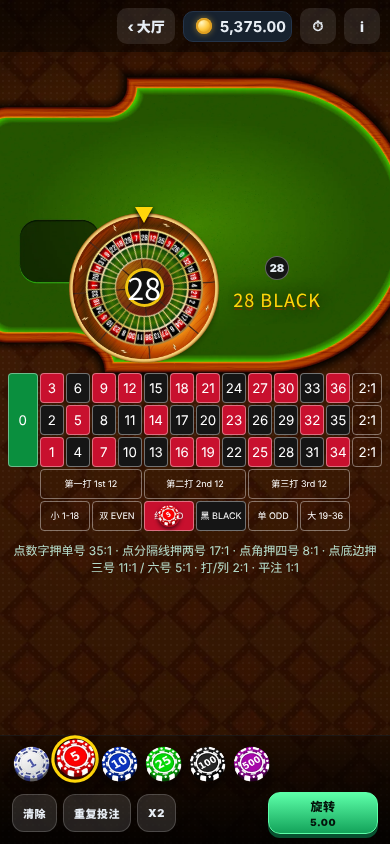 ‹ 大厅 5,375.00 ⏱ i
28
28
28 BLACK
3 6 9 12 15 18 21 24 27 30 33 36 2:1
0 2 5 8 11 14 17 20 23 26 29 32 35 2:1
1 4 7 10 13 16 19 22 25 28 31 34 2:1
第一打 1st 12 第二打 2nd 12 第三打 3rd 12
小 1-18 双 EVEN 5 黑 BLACK 单 ODD 大 19-36
点数字押单号 35:1 · 点分隔线押两号 17:1 · 点角押四号 8:1 · 点底边押
三号 11:1 / 六号 5:1 · 打/列 2:1 · 平注 1:1
1 5 10 25 100 500
清除 重复投注 X2 旋转
5.00